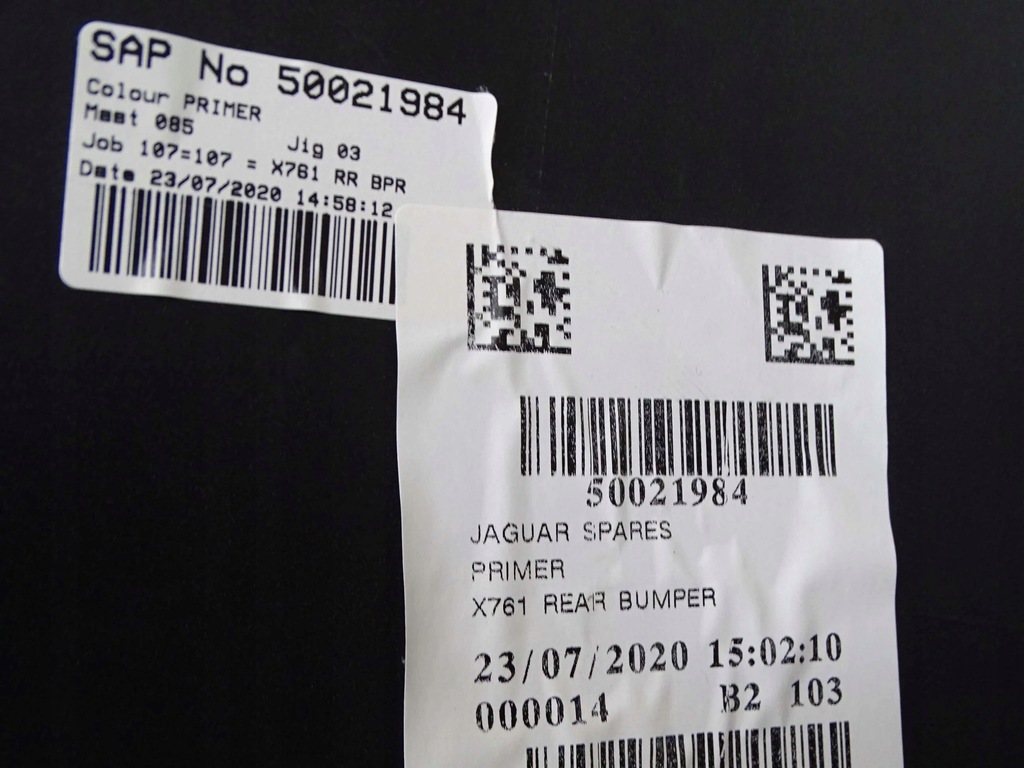 SAP No 50021984
Colour PRIMER
Mast 085 Jig 03
Job 107=107 = X761 RR BPR
Date 23/07/2020 14:58:12
50021984
JAGUAR SPARES
PRIMER
X761 REAR BUMPER
23/07/2020 15:02:10
000014 B2 103